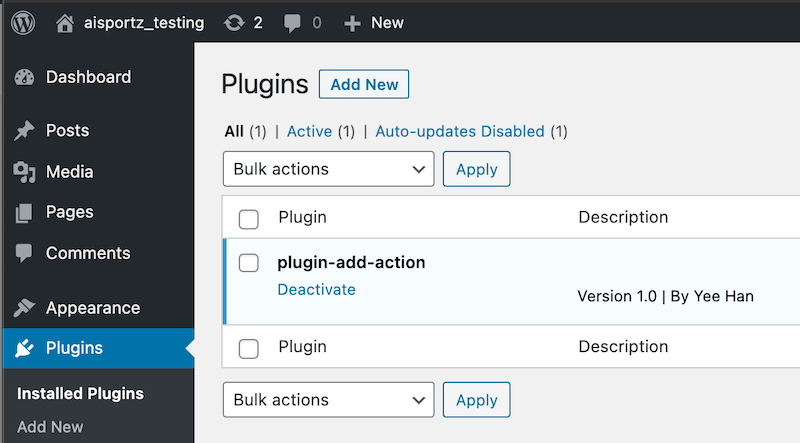 aisportz_testing 2 0 New
Dashboard
Posts
Media
Pages
Comments
Appearance
Plugins
Installed Plugins
Add New
Plugins Add New
All (1) | Active (1) | Auto-updates Disabled (1)
Bulk actions Apply
Plugin Description
plugin-add-action
Deactivate
Version 1.0 | By Yee Han
Plugin Description
Bulk actions Apply